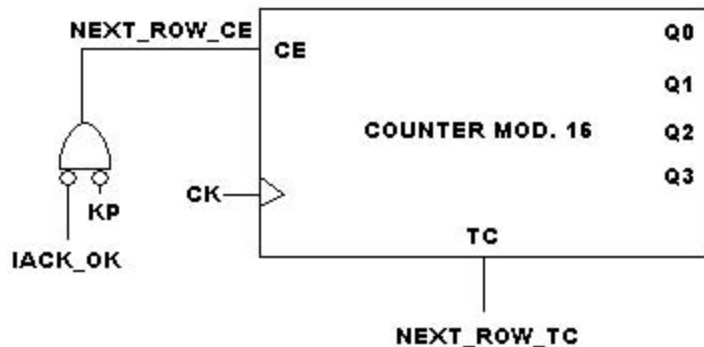 NEXT_ROW_CE
CE
Q0
Q1
COUNTER MOD. 16
Q2
Q3
CK
KP
TC
IACK_OK
NEXT_ROW_TC